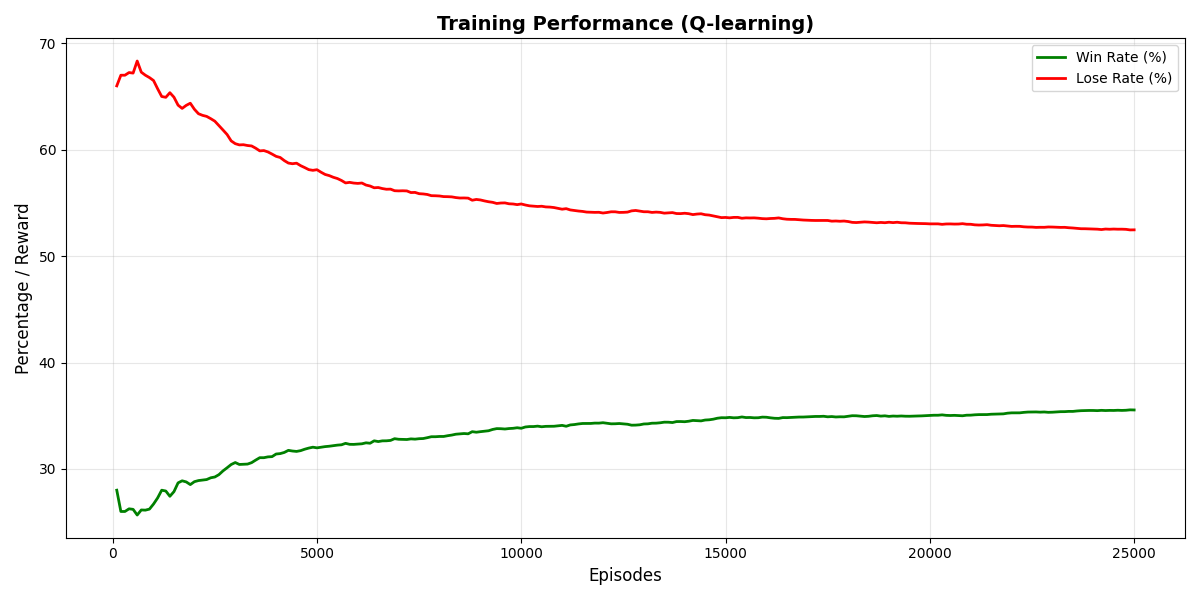 Training Performance (Q-learning)
Win Rate (%)
Lose Rate (%)
Percentage / Reward
70
60
50
40
30
0 5000 10000 15000 20000 25000
Episodes